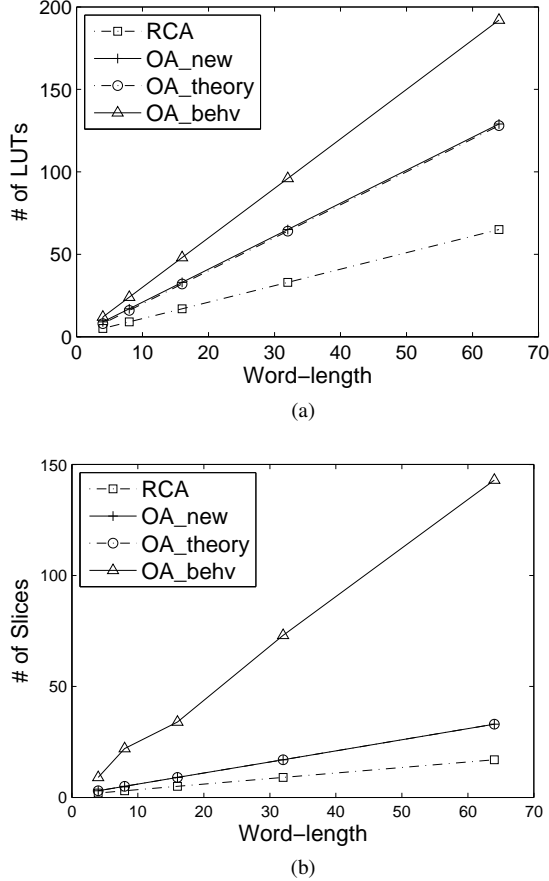 200
150
100
50
0
# of LUTs
RCA
OA_new
OA_theory
OA_behv
0 10 20 30 40 50 60 70
Word-length
(a)
150
100
50
0
# of Slices
RCA
OA_new
OA_theory
OA_behv
0 10 20 30 40 50 60 70
Word-length
(b)